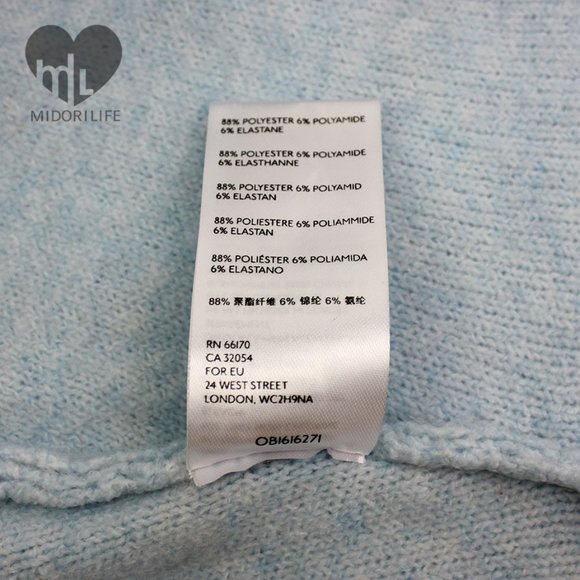 mL
MIDORILIFE
88% POLYESTER 6% POLYAMIDE
6% ELASTANE
88% POLYESTER 6% POLYAMIDE
6% ELASTHANNE
88% POLYESTER 6% POLYAMID
6% ELASTAN
88% POLIESTERE 6% POLIAMMIDE
6% ELASTAN
88% POLIÉSTER 6% POLIAMIDA
6% ELASTANO
88% 聚酯纤维 6% 锦纶 6% 氨纶
RN 66170
CA 32054
FOR EU
24 WEST STREET
LONDON, WC2H9NA
OB1616271